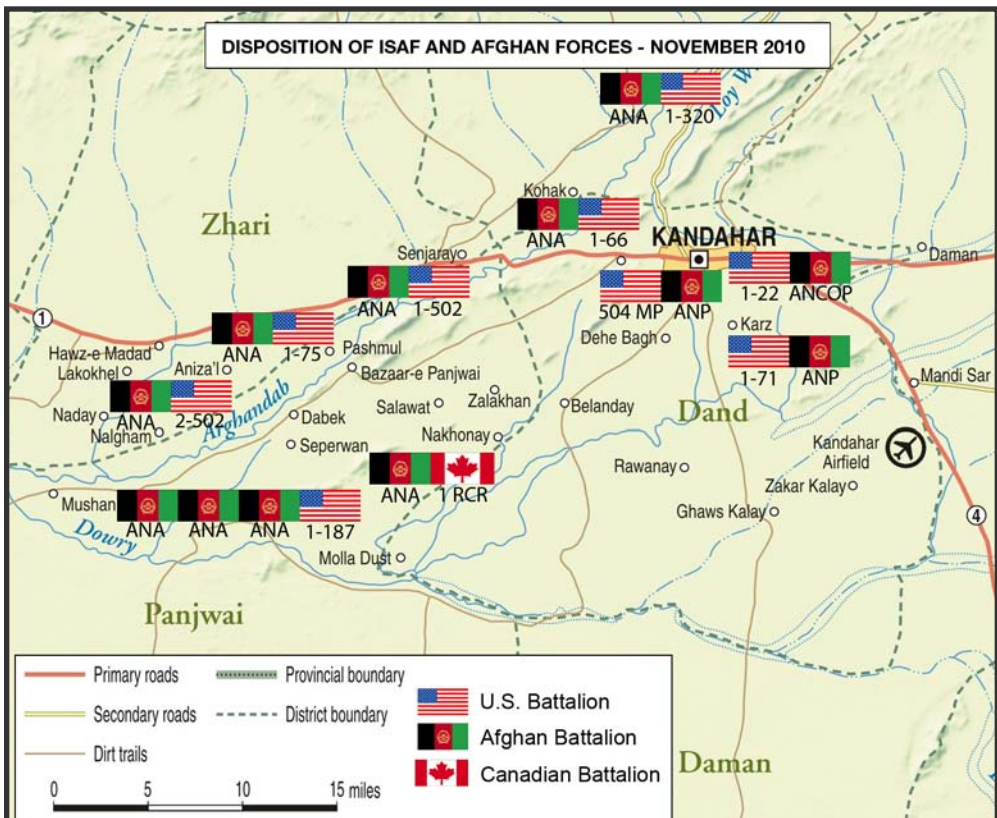 DISPOSITION OF ISAF AND AFGHAN FORCES - NOVEMBER 2010
ANA 1-320
Kohak
Zhari
ANA 1-66
KANDAHAR
Senjaray
Daman
ANA 1-502
504 MP ANP
1-22 ANCOP
1
ANA 1-75
Pashmul
Karz
Dehe Bagh
Hawz-e Madad
Lakokhel
Aniza'l
Bazaar-e Panjwai
1-71 ANP
Mandi Sar
ANA 2-502
Arghandab
Zalakhan
Salawat
Belanday
Dand
Naday
Nalgham
Dabek
Seperwan
Nakhonay
Kandahar
Airfield
ANA 1 RCR
Rawanay
Zakar Kalay
Mushan
ANA ANA ANA 1-187
Ghaws Kalay
4
Dowry
Molla Dust
Panjwai
Primary roads
Provincial boundary
Secondary roads
District boundary
Dirt trails
U.S. Battalion
Afghan Battalion
Canadian Battalion
0 5 10 15 miles
Daman